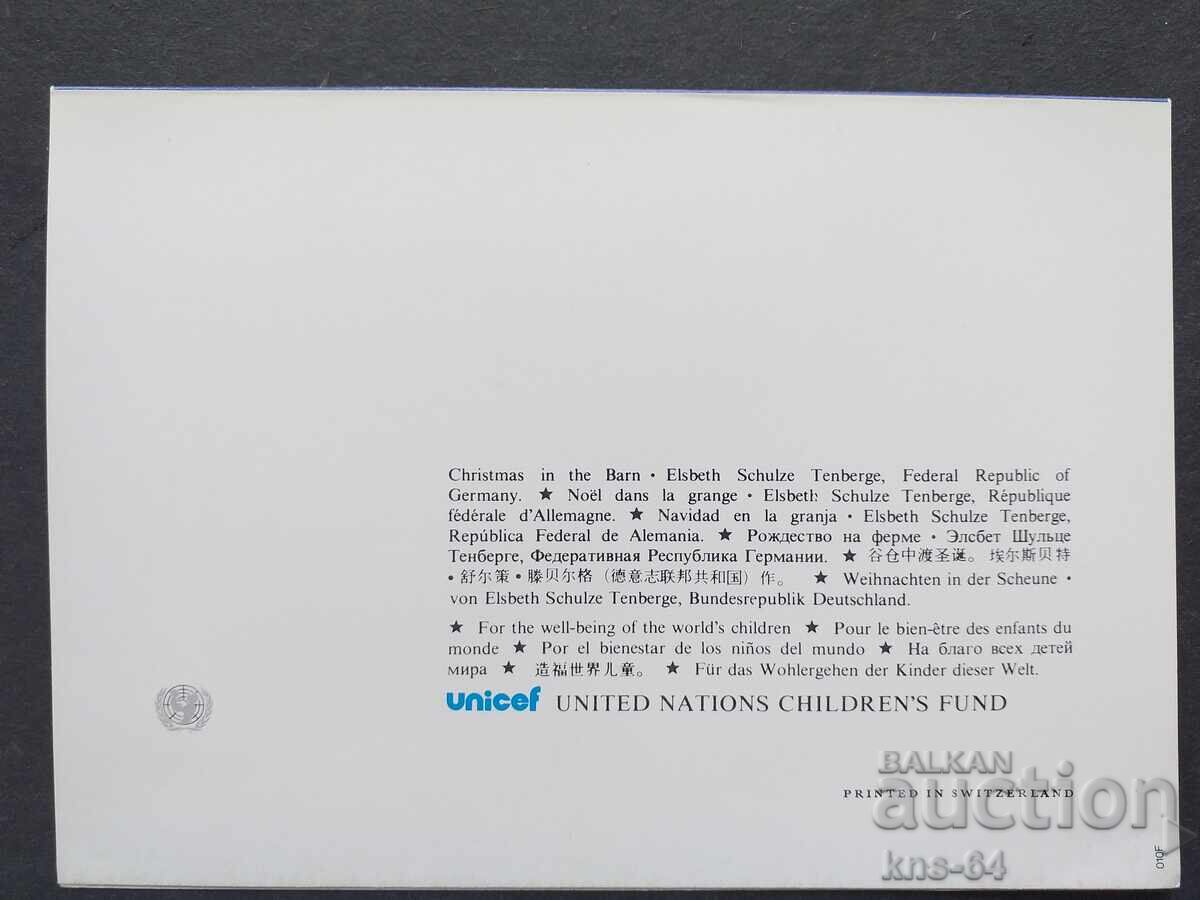 Christmas in the Barn • Elsbeth Schulze Tenberge, Federal Republic of
Germany. ★ Noël dans la grange • Elsbeth Schulze Tenberge, République
fédérale d'Allemagne. ★ Navidad en la granja • Elsbeth Schulze Tenberge,
República Federal de Alemania. ★ Рождество на ферме • Элсбет Шульце
Тенберге, Федеративная Республика Германии. ★ 谷仓中渡圣诞。埃尔斯贝特
•舒尔策•滕贝尔格(德意志联邦共和国)作。 ★ Weihnachten in der Scheune •
von Elsbeth Schulze Tenberge, Bundesrepublik Deutschland.
★ For the well-being of the world's children ★ Pour le bien-être des enfants du
monde ★ Por el bienestar de los niños del mundo ★ На благо всех детей
мира ★ 造福世界儿童。 ★ Für das Wohlergehen der Kinder dieser Welt.
unicef UNITED NATIONS CHILDREN'S FUND
PRINTED IN SWITZERLAND
010F
BALKAN
auction
kns-64